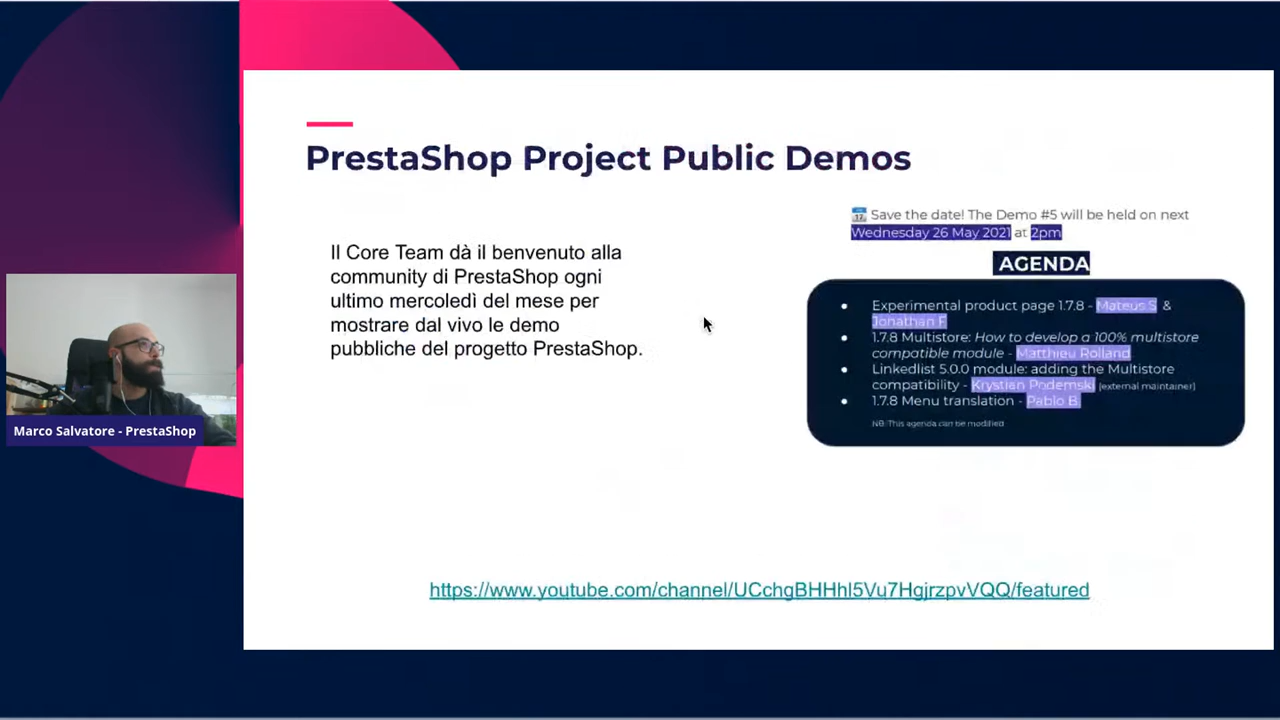 PrestaShop Project Public Demos
Il Core Team dà il benvenuto alla
community di PrestaShop ogni
ultimo mercoledì del mese per
mostrare dal vivo le demo
pubbliche del progetto PrestaShop.
Save the date! The Demo #5 will be held on next
Wednesday 26 May 2021 at 2pm
AGENDA
Experimental product page 1.7.8 - Mateus S &
Jonathan F
1.7.8 Multistore: How to develop a 100% multistore
compatible module - Matthieu Rolland
Linkedlist 5.0.0 module: adding the Multistore
compatibility - Krystian Podemski (external maintainer)
1.7.8 Menu translation - Pablo B.
NB: This agenda can be modified
https://www.youtube.com/channel/UCchgBHHhl5Vu7HgjrzpvVQQ/featured
Marco Salvatore - PrestaShop